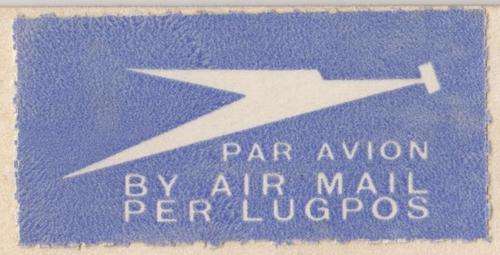 PAR AVION
BY AIR MAIL
PER LUGPOS